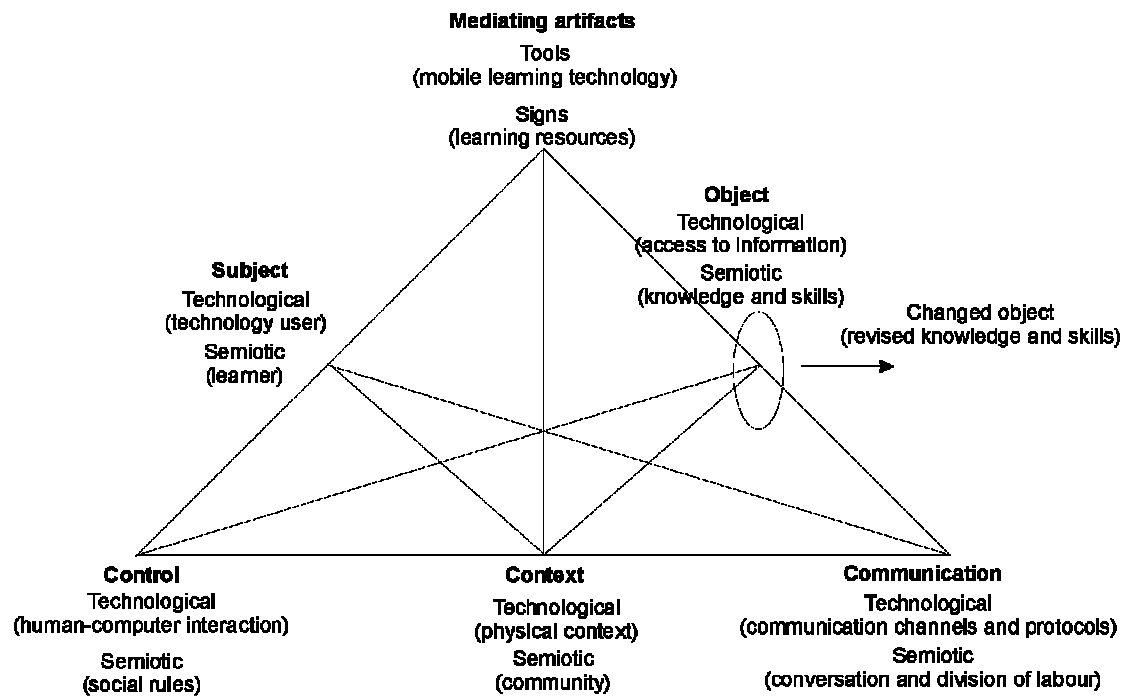 Mediating artifacts
Tools
(mobile learning technology)
Signs
(learning resources)
Object
Technological
(access to information)
Semiotic
(knowledge and skills)
Subject
Technological
(technology user)
Semiotic
(learner)
Changed object
(revised knowledge and skills)
Control
Technological
(human-computer interaction)
Semiotic
(social rules)
Context
Technological
(physical context)
Semiotic
(community)
Communication
Technological
(communication channels and protocols)
Semiotic
(conversation and division of labour)